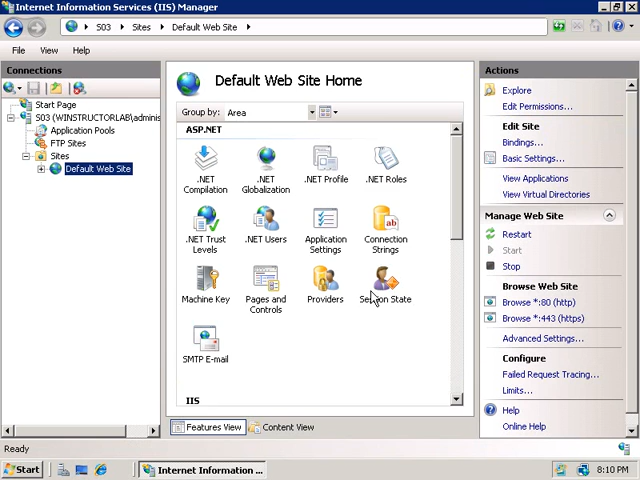 Internet Information Services (IIS) Manager
S03 Sites Default Web Site
File View Help
Connections
Start Page
S03 (WINSTRUCTORLAB\adminis
Application Pools
FTP Sites
Sites
Default Web Site
Default Web Site Home
Group by: Area
ASP.NET
.NET Compilation
.NET Globalization
.NET Profile
.NET Roles
.NET Trust Levels
.NET Users
Application Settings
Connection Strings
Machine Key
Pages and Controls
Providers
Session State
SMTP E-mail
IIS
Features View
Content View
Actions
Explore
Edit Permissions...
Edit Site
Bindings...
Basic Settings...
View Applications
View Virtual Directories
Manage Web Site
Restart
Start
Stop
Browse Web Site
Browse *:80 (http)
Browse *:443 (https)
Advanced Settings...
Configure
Failed Request Tracing...
Limits...
Help
Online Help
Ready
Start
Internet Information ...
8:10 PM